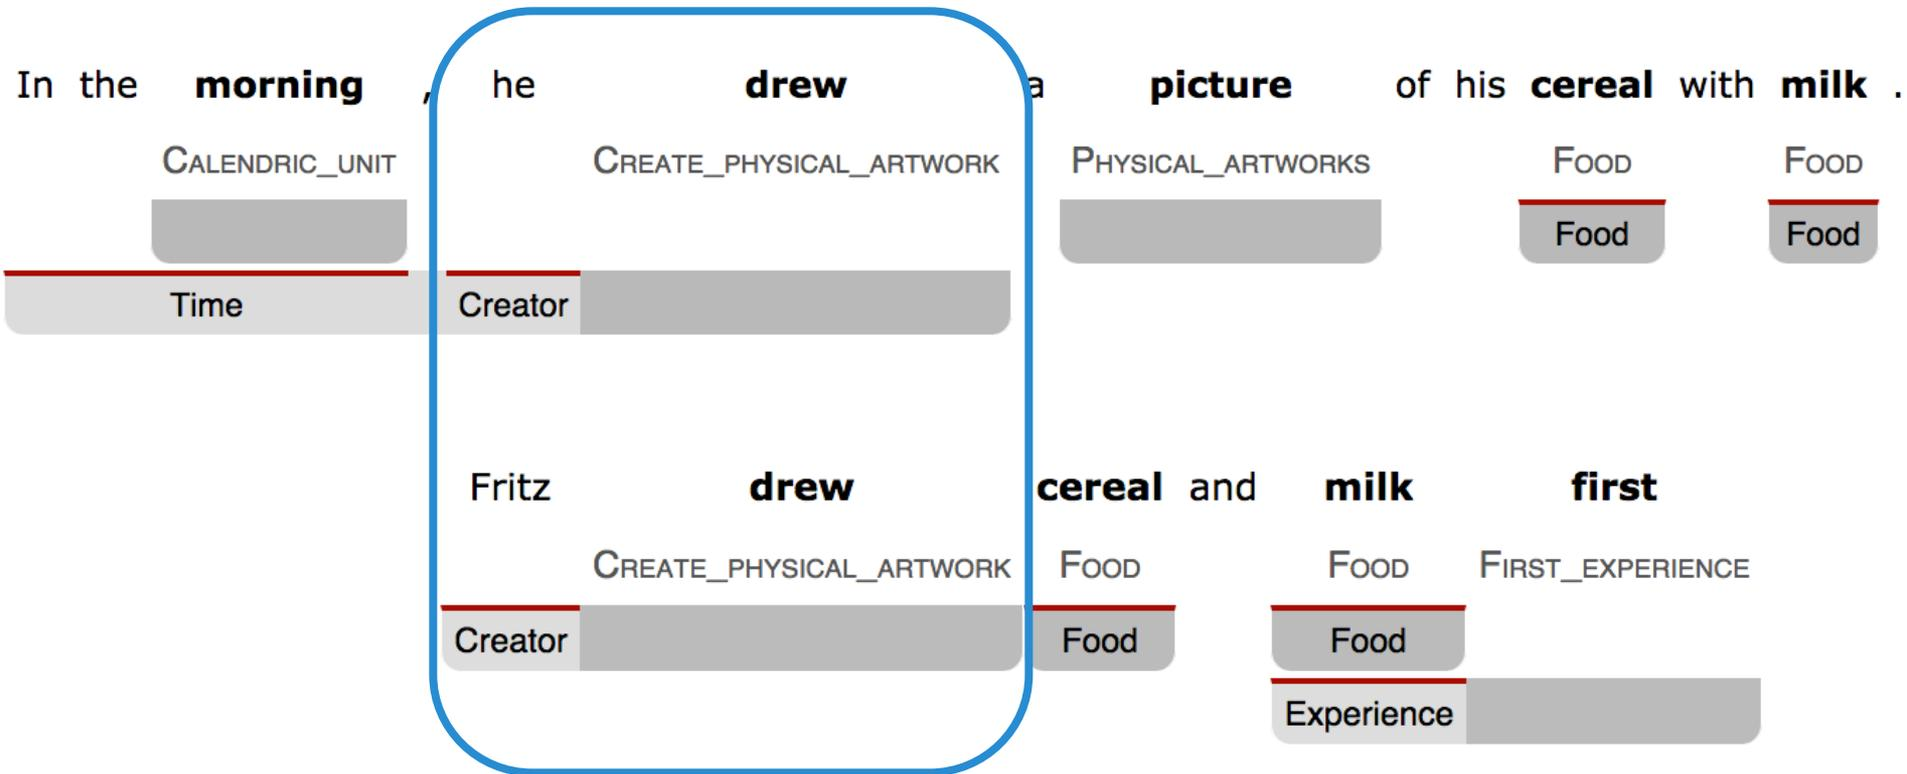 In the morning , he drew a picture of his cereal with milk .
CALENDRIC_UNIT CREATE_PHYSICAL_ARTWORK PHYSICAL_ARTWORKS FOOD FOOD
Food Food
Time Creator
Fritz drew cereal and milk first
CREATE_PHYSICAL_ARTWORK FOOD FOOD FIRST_EXPERIENCE
Creator Food Food
Experience